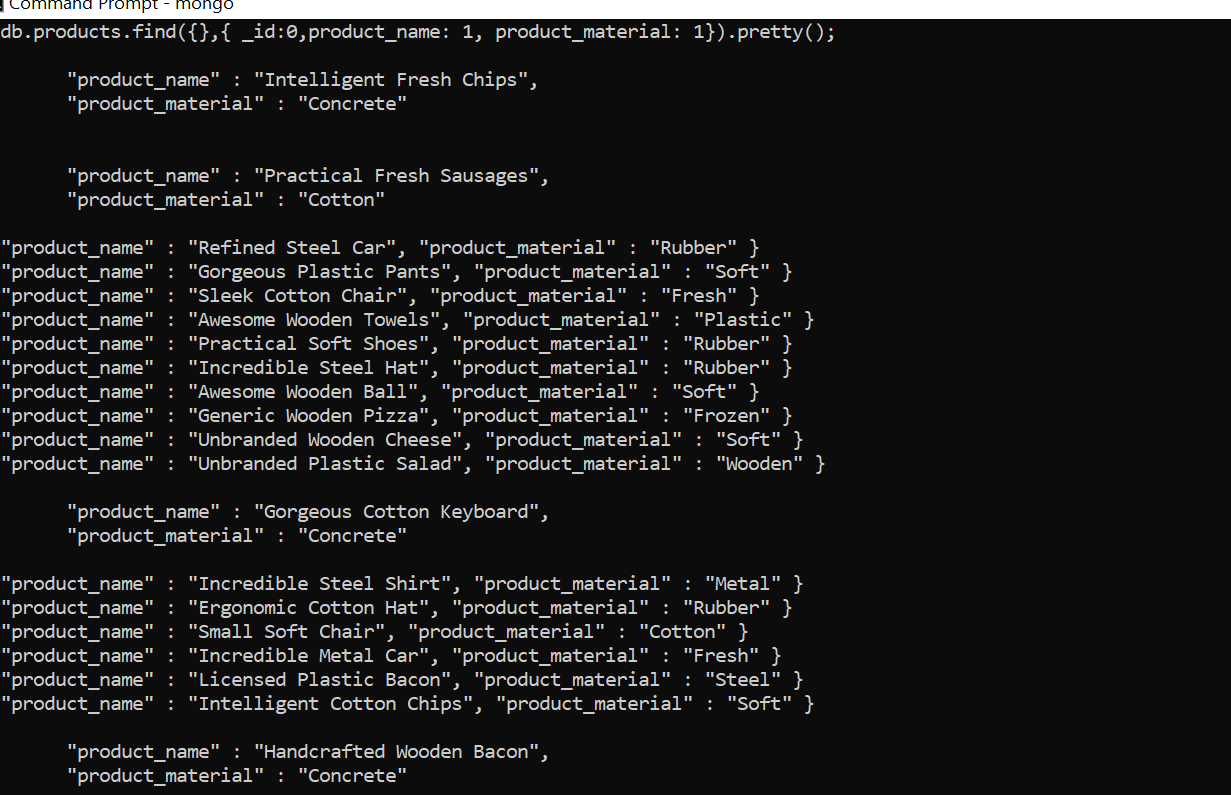 Command Prompt - mongo
db.products.find({},{ _id:0,product_name: 1, product_material: 1}).pretty();
"product_name" : "Intelligent Fresh Chips",
"product_material" : "Concrete"
"product_name" : "Practical Fresh Sausages",
"product_material" : "Cotton"
"product_name" : "Refined Steel Car", "product_material" : "Rubber" }
"product_name" : "Gorgeous Plastic Pants", "product_material" : "Soft" }
"product_name" : "Sleek Cotton Chair", "product_material" : "Fresh" }
"product_name" : "Awesome Wooden Towels", "product_material" : "Plastic" }
"product_name" : "Practical Soft Shoes", "product_material" : "Rubber" }
"product_name" : "Incredible Steel Hat", "product_material" : "Rubber" }
"product_name" : "Awesome Wooden Ball", "product_material" : "Soft" }
"product_name" : "Generic Wooden Pizza", "product_material" : "Frozen" }
"product_name" : "Unbranded Wooden Cheese", "product_material" : "Soft" }
"product_name" : "Unbranded Plastic Salad", "product_material" : "Wooden" }
"product_name" : "Gorgeous Cotton Keyboard",
"product_material" : "Concrete"
"product_name" : "Incredible Steel Shirt", "product_material" : "Metal" }
"product_name" : "Ergonomic Cotton Hat", "product_material" : "Rubber" }
"product_name" : "Small Soft Chair", "product_material" : "Cotton" }
"product_name" : "Incredible Metal Car", "product_material" : "Fresh" }
"product_name" : "Licensed Plastic Bacon", "product_material" : "Steel" }
"product_name" : "Intelligent Cotton Chips", "product_material" : "Soft" }
"product_name" : "Handcrafted Wooden Bacon",
"product_material" : "Concrete"